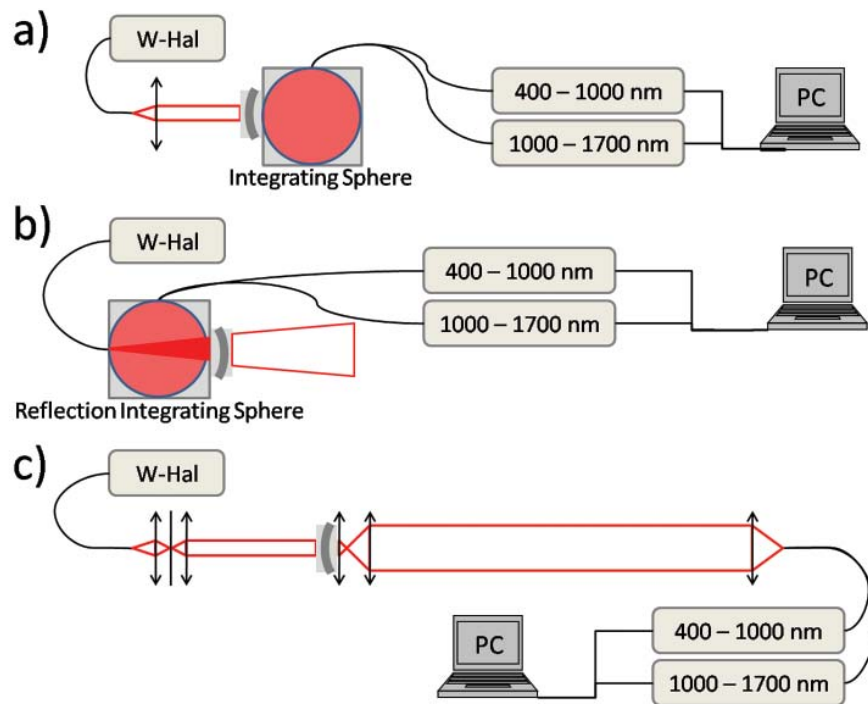 a)
W-Hal
400 – 1000 nm
1000 – 1700 nm
PC
Integrating Sphere
b)
W-Hal
400 – 1000 nm
1000 – 1700 nm
PC
Reflection Integrating Sphere
c)
W-Hal
PC
400 – 1000 nm
1000 – 1700 nm